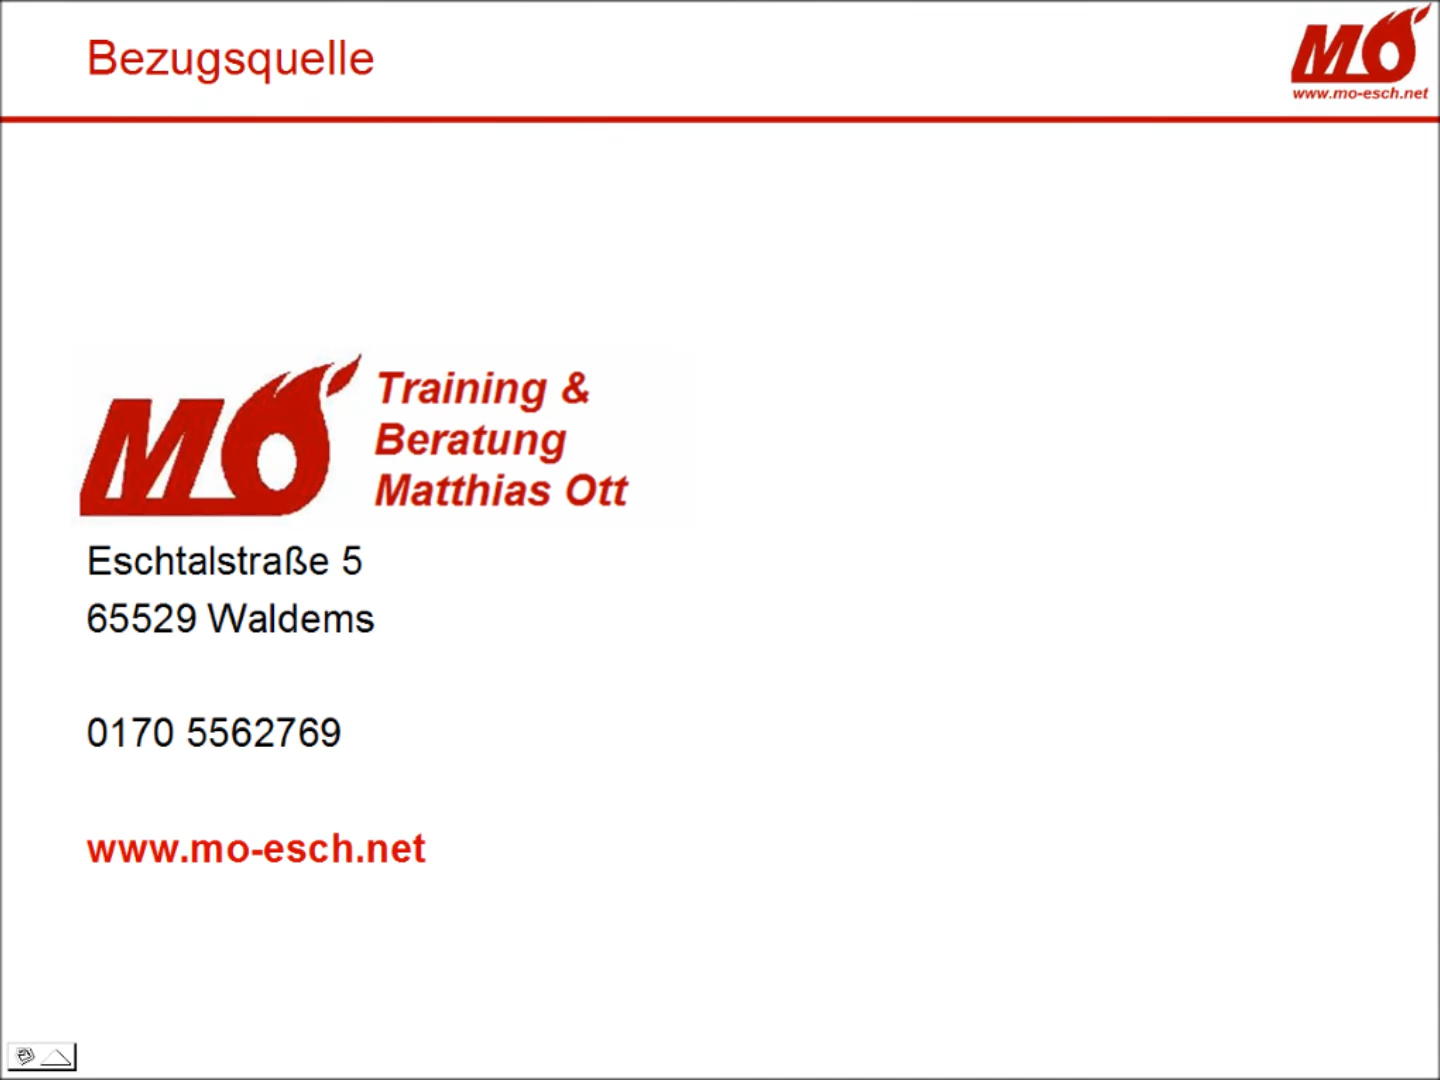 Bezugsquelle
MO
www.mo-esch.net
MO
Training &
Beratung
Matthias Ott
Eschtalstraße 5
65529 Waldems
0170 5562769
www.mo-esch.net